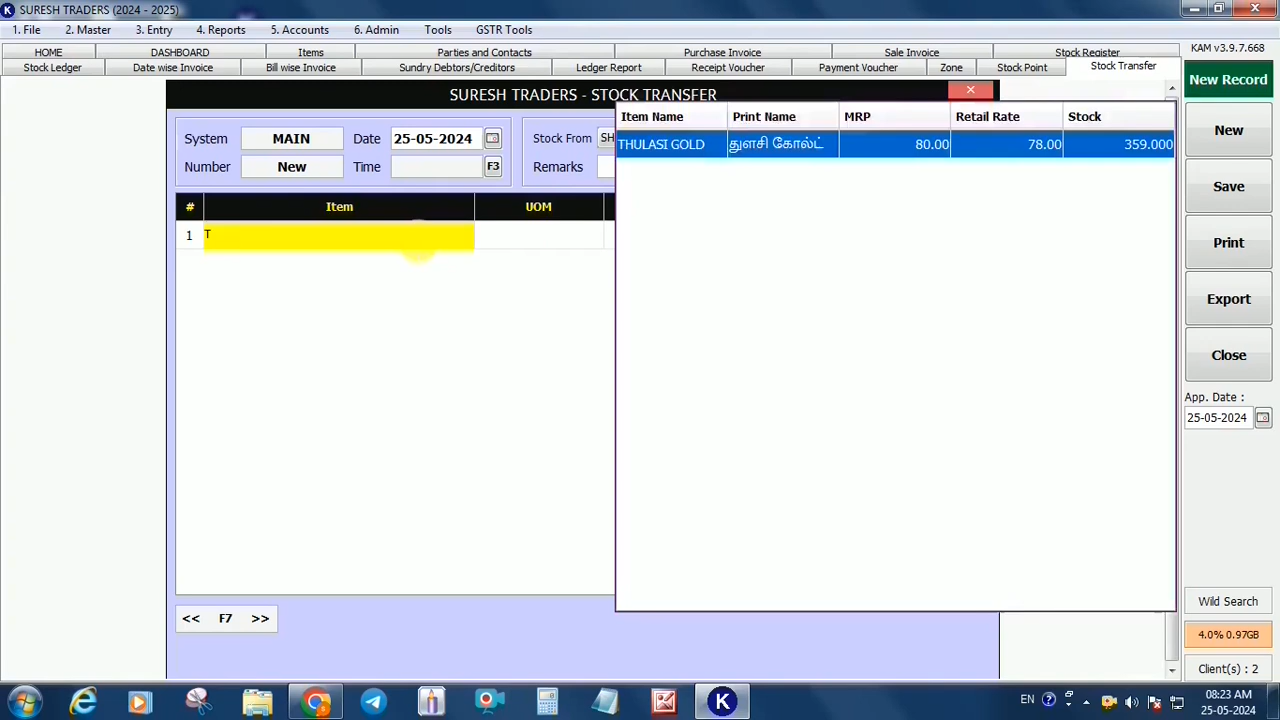 SURESH TRADERS (2024 - 2025)
1. File 2. Master 3. Entry 4. Reports 5. Accounts 6. Admin Tools GSTR Tools
HOME DASHBOARD Items Parties and Contacts Purchase Invoice Sale Invoice Stock Register
KAM v3.9.7.668
Stock Ledger Date wise Invoice Bill wise Invoice Sundry Debtors/Creditors Ledger Report Receipt Voucher Payment Voucher Zone Stock Point Stock Transfer
New Record
SURESH TRADERS - STOCK TRANSFER
Item Name Print Name MRP Retail Rate Stock
THULASI GOLD துளசி கோல்ட் 80.00 78.00 359.000
System MAIN Date 25-05-2024 Stock From SH
Number New Time F3 Remarks
# Item UOM
1 T
New
Save
Print
Export
Close
App. Date :
25-05-2024
<< F7 >>
Wild Search
4.0% 0.97GB
Client(s) : 2
EN 08:23 AM
25-05-2024